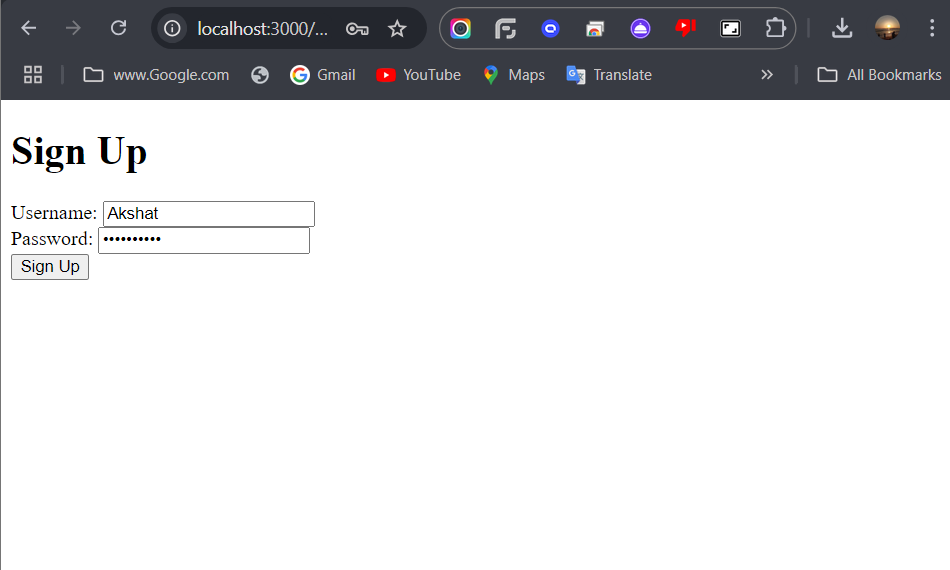 localhost:3000/...
www.Google.com Gmail YouTube Maps Translate » All Bookmarks
Sign Up
Username: Akshat
Password: ••••••••••
Sign Up